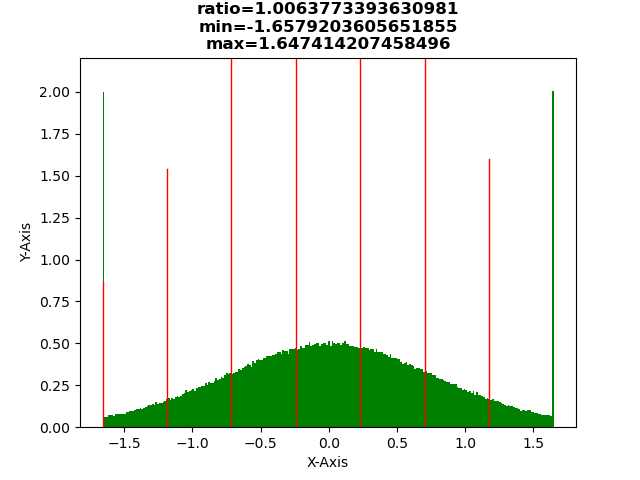 ratio=1.0063773393630981
min=-1.6579203605651855
max=1.647414207458496
2.00
1.75
1.50
1.25
1.00
0.75
0.50
0.25
0.00
Y-Axis
−1.5 −1.0 −0.5 0.0 0.5 1.0 1.5
X-Axis